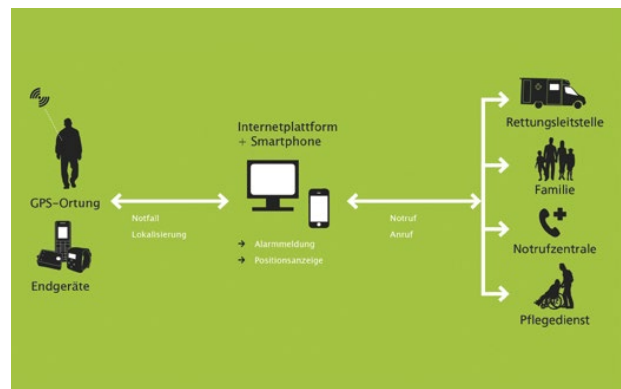 GPS-Ortung
Endgeräte
Notfall
Lokalisierung
Internetplattform
+ Smartphone
→ Alarmmeldung
→ Positionsanzeige
Notruf
Anruf
Rettungsleitstelle
Familie
Notrufzentrale
Pflegedienst